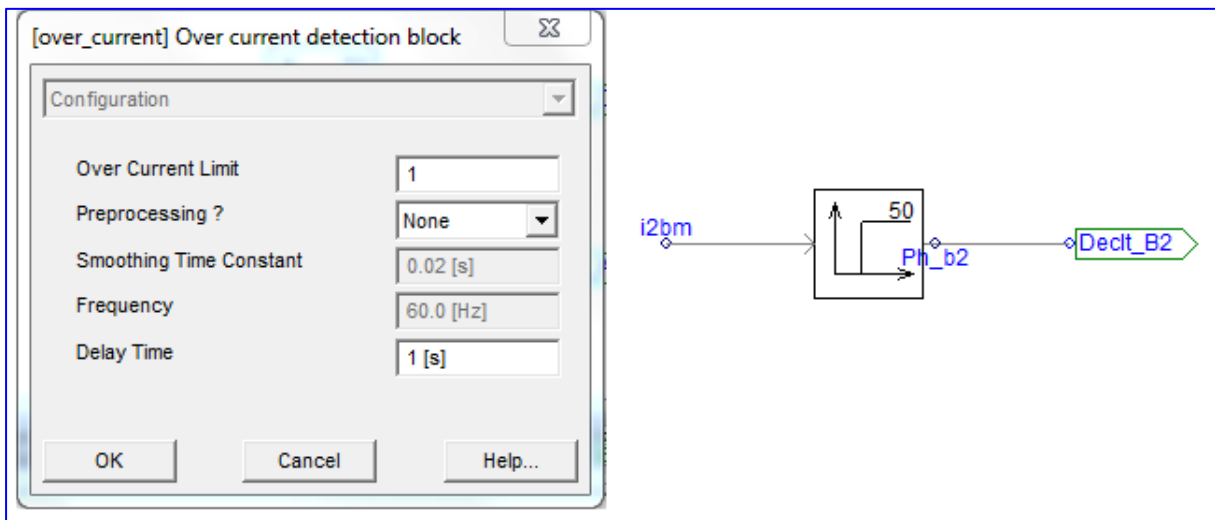 [over_current] Over current detection block
Configuration
Over Current Limit
1
Preprocessing ?
None
Smoothing Time Constant
0.02 [s]
Frequency
60.0 [Hz]
Delay Time
1 [s]
OK
Cancel
Help...
i2bm
50
Ph_b2
Declt_B2